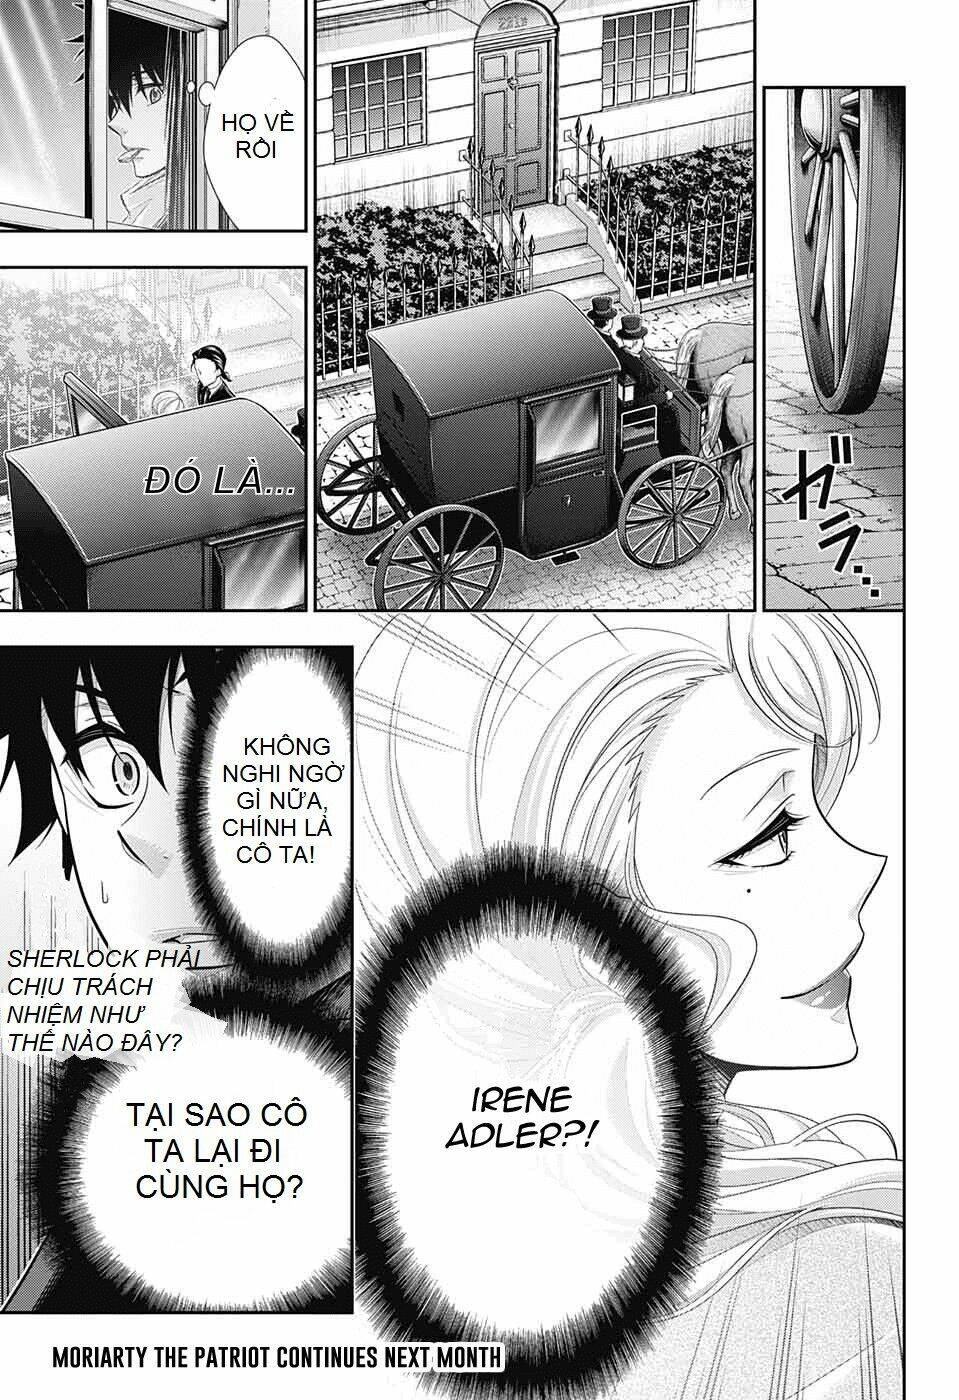 221B
ガラ...
HỌ VỀ
RỒI
ĐÓ LÀ...
IRENE
ADLER?!
KHÔNG
NGHI NGỜ
GÌ NỮA,
CHÍNH LÀ
CÔ TA!
TẠI SAO CÔ
TA LẠI ĐI
CÙNG HỌ?
SHERLOCK PHẢI
CHỊU TRÁCH
NHIỆM NHƯ
THẾ NÀO ĐÂY?
MORIARTY THE PATRIOT CONTINUES NEXT MONTH